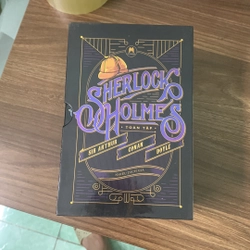 SHERLOCK
HOLMES
TOÀN TẬP
SIR ARTHUR CONAN DOYLE